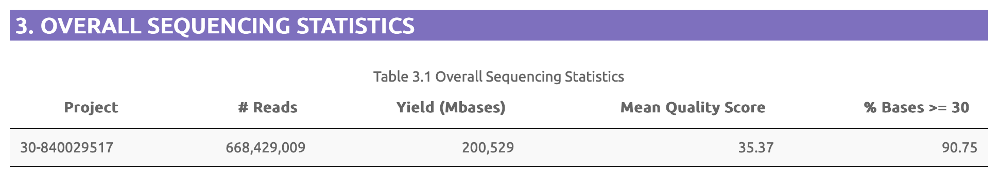 3. OVERALL SEQUENCING STATISTICS
Table 3.1 Overall Sequencing Statistics
Project # Reads Yield (Mbases) Mean Quality Score % Bases >= 30
30-840029517 668,429,009 200,529 35.37 90.75